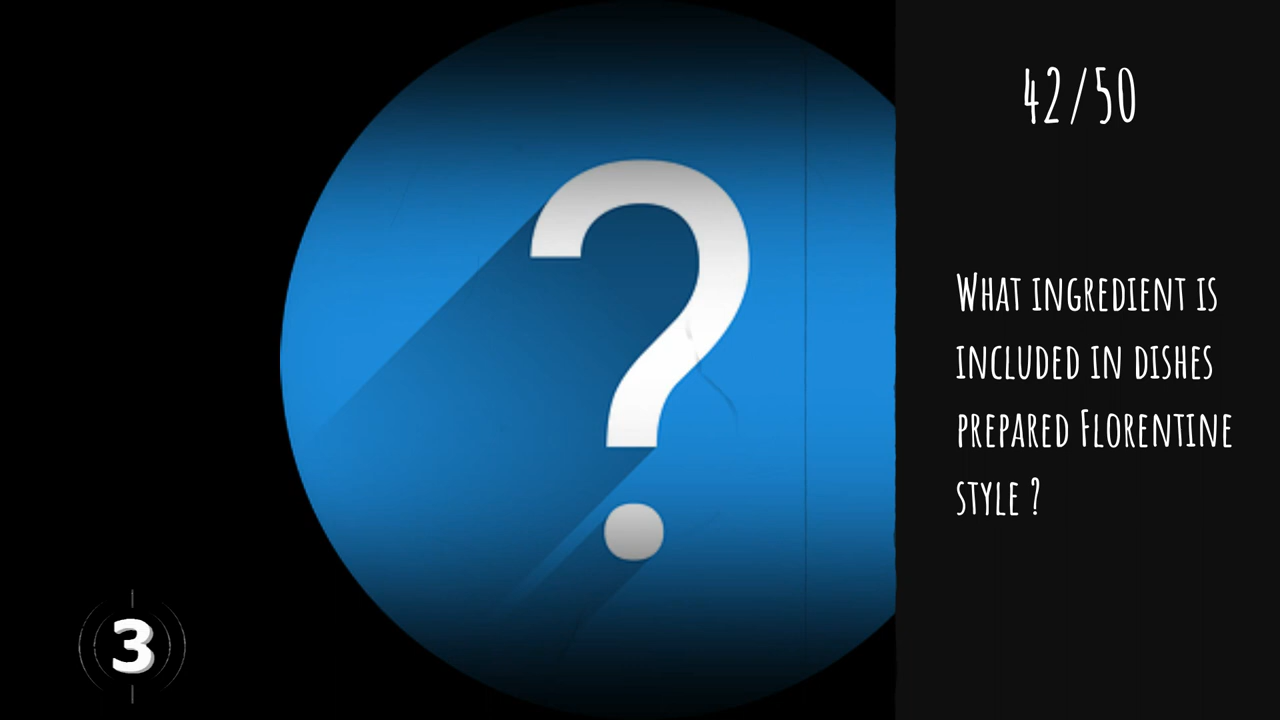 42/50
What ingredient is
included in dishes
prepared Florentine
style ?
?
3